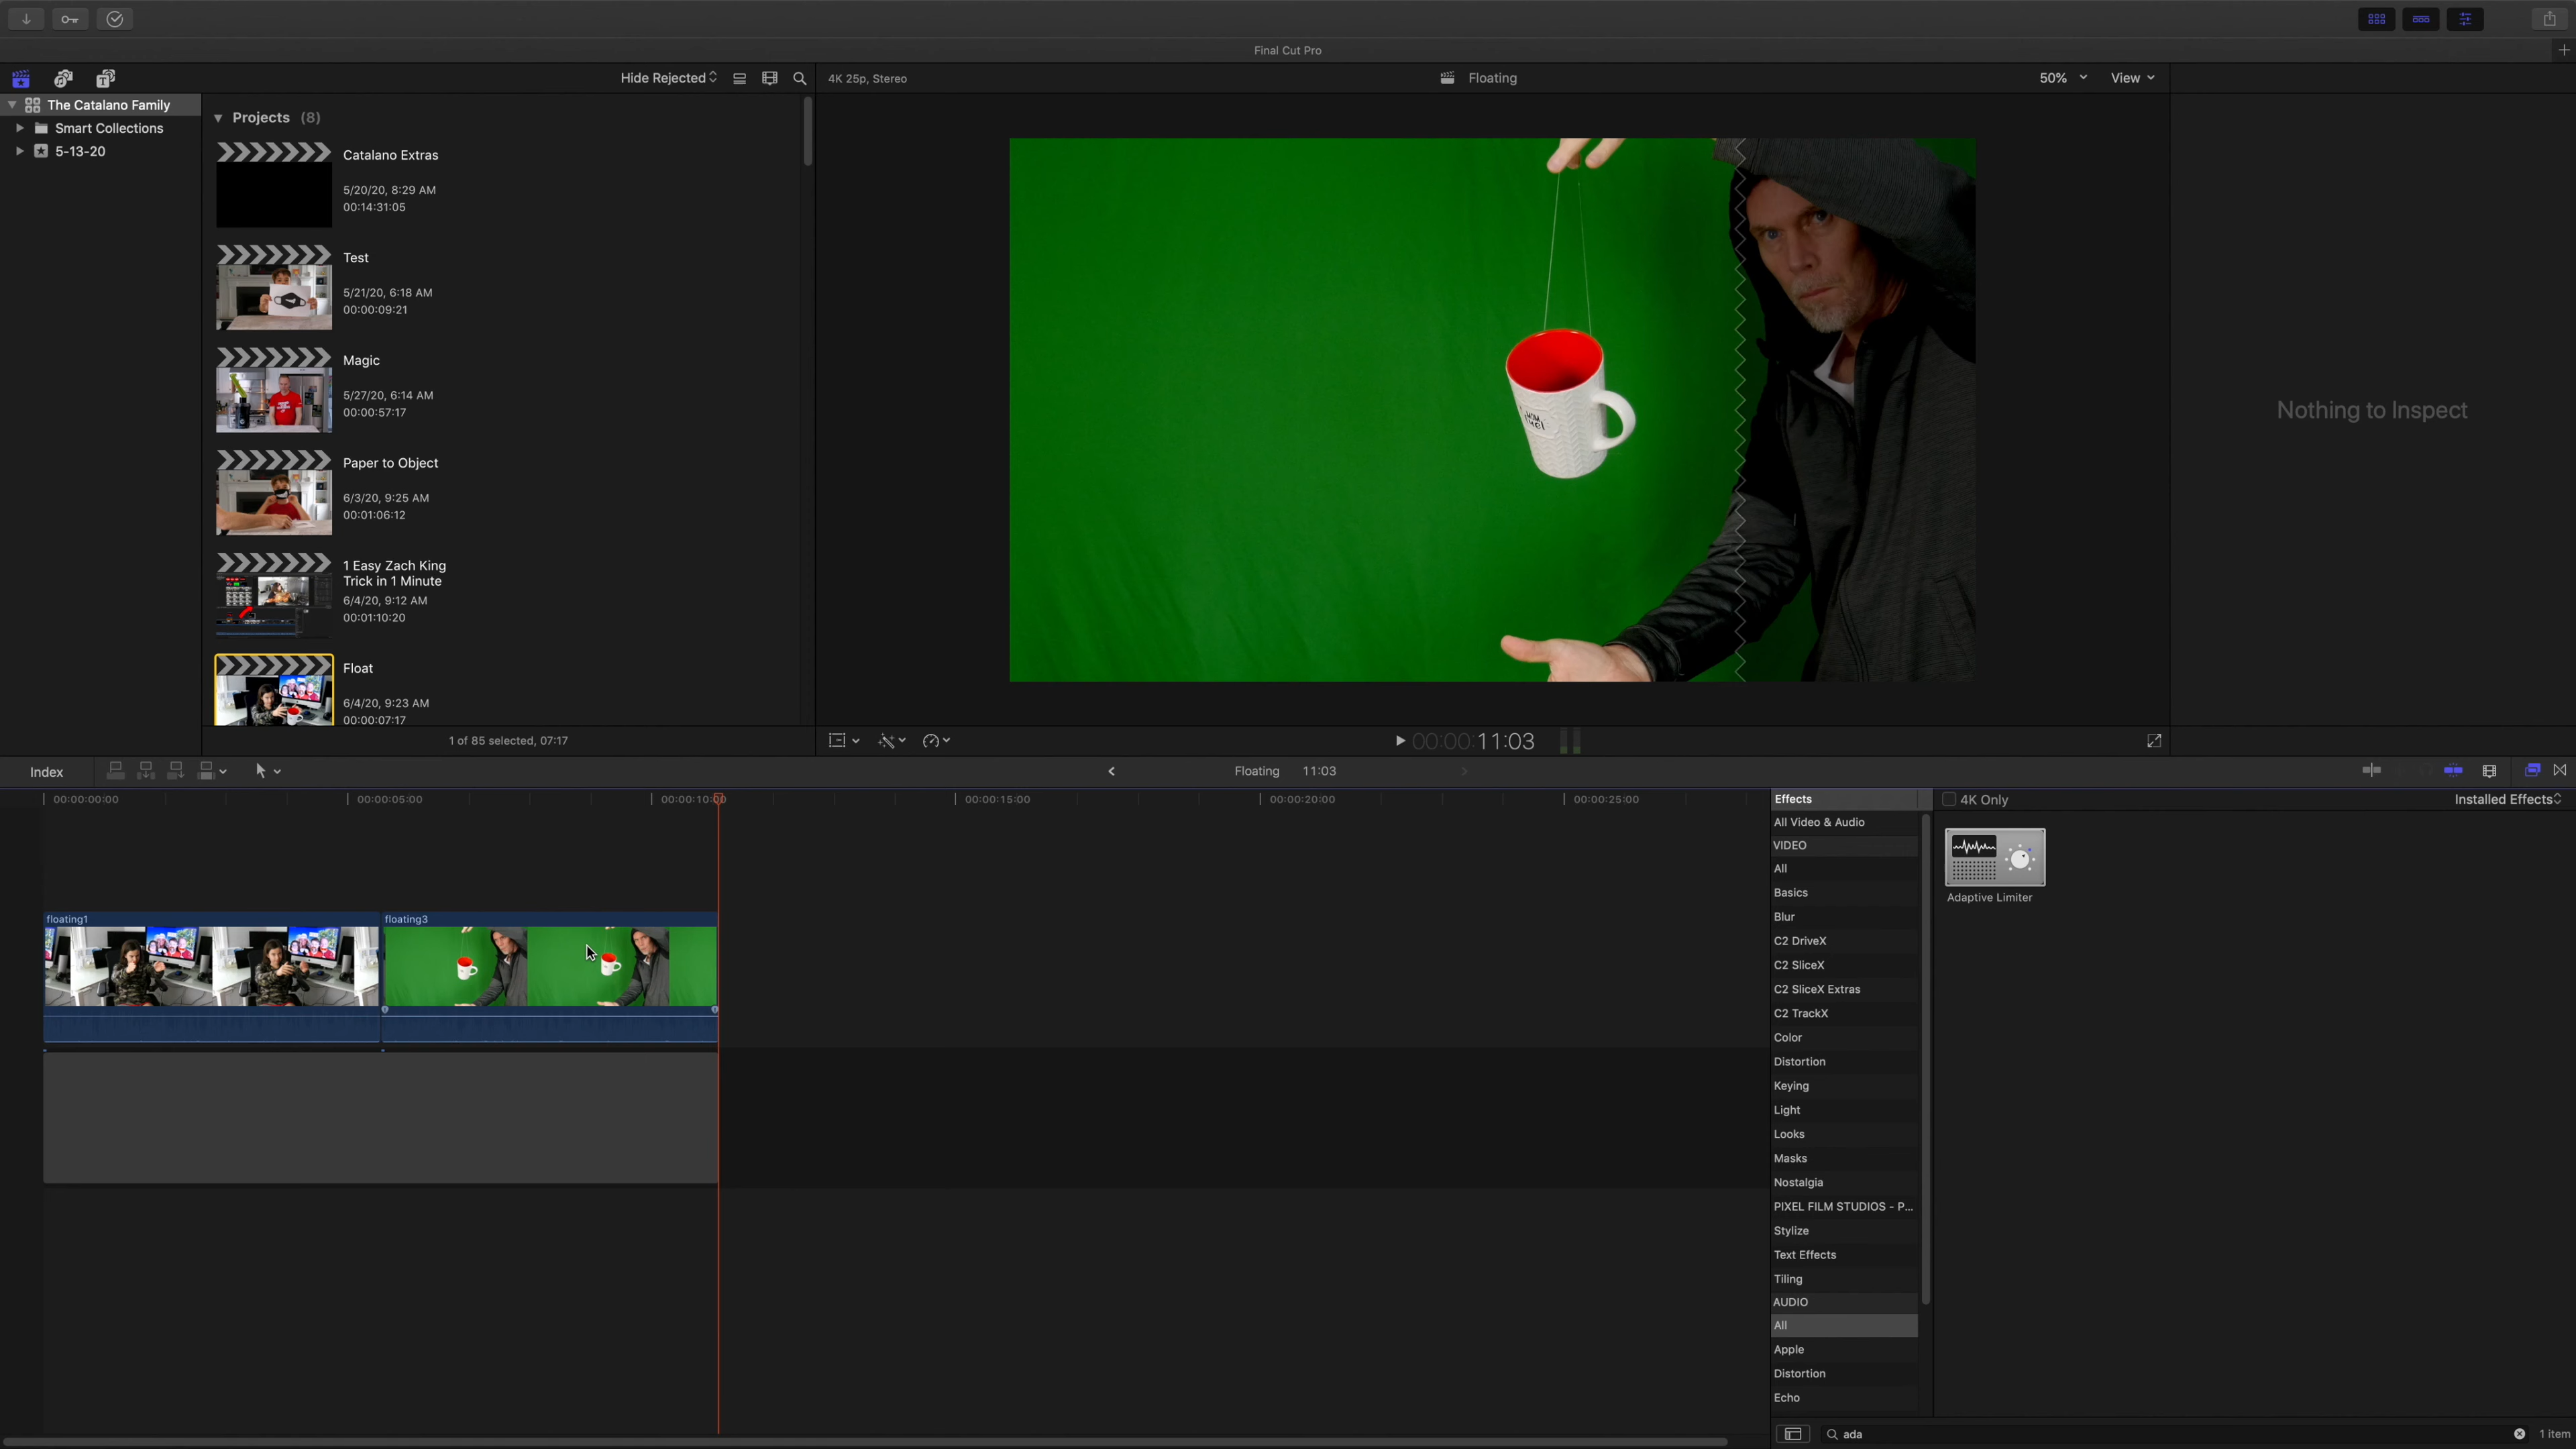 Final Cut Pro
Hide Rejected
4K 25p, Stereo
Floating
50%
View
The Catalano Family
Smart Collections
5-13-20
Projects (8)
Catalano Extras
5/20/20, 8:29 AM
00:14:31:05
Test
5/21/20, 6:18 AM
00:00:09:21
Magic
5/27/20, 6:14 AM
00:00:57:17
Paper to Object
6/3/20, 9:25 AM
00:01:06:12
1 Easy Zach King
Trick in 1 Minute
6/4/20, 9:12 AM
00:01:10:20
Float
6/4/20, 9:23 AM
00:00:07:17
1 of 85 selected, 07:17
Nothing to Inspect
00:00:11:03
Index
Floating 11:03
00:00:00:00
00:00:05:00
00:00:10:00
00:00:15:00
00:00:20:00
00:00:25:00
floating1
floating3
Effects
4K Only
Installed Effects
All Video & Audio
VIDEO
All
Basics
Blur
C2 DriveX
C2 SliceX
C2 SliceX Extras
C2 TrackX
Color
Distortion
Keying
Light
Looks
Masks
Nostalgia
PIXEL FILM STUDIOS - P...
Stylize
Text Effects
Tiling
AUDIO
All
Apple
Distortion
Echo
Adaptive Limiter
ada
1 item